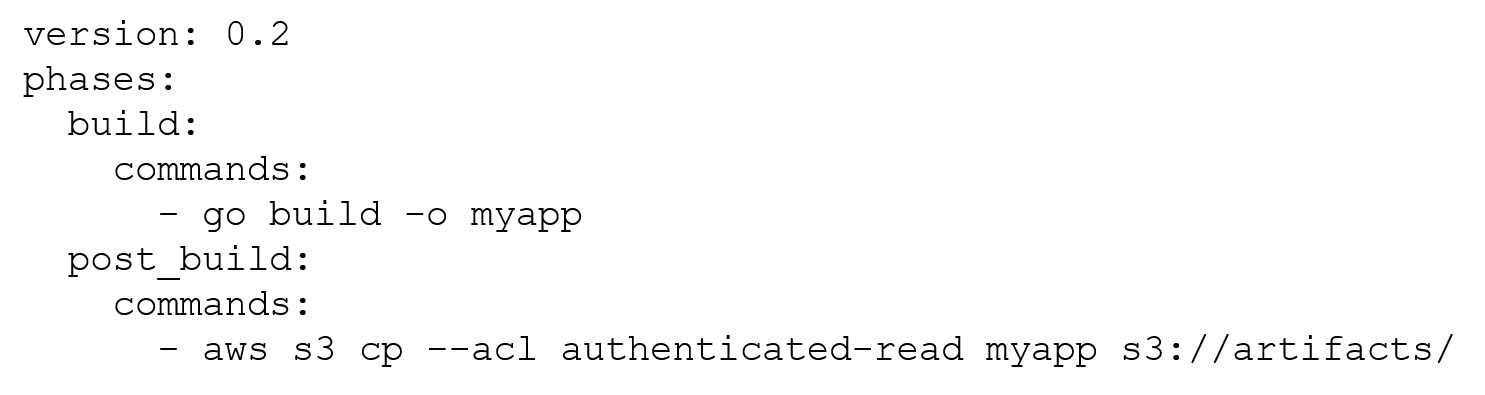 version: 0.2
phases:
  build:
    commands:
      - go build -o myapp
  post_build:
    commands:
      - aws s3 cp --acl authenticated-read myapp s3://artifacts/